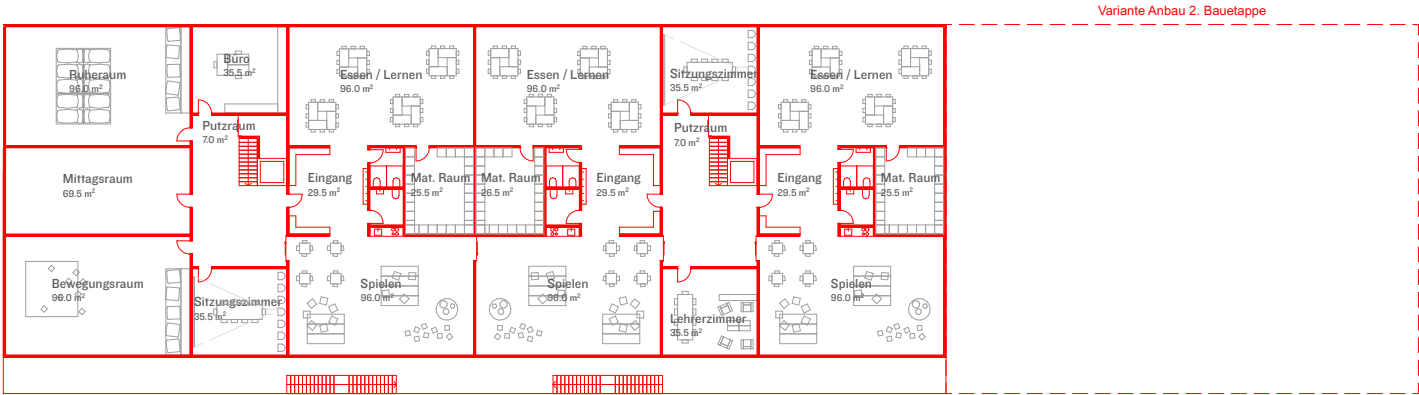 Variante Anbau 2. Bauetappe
Ruheraum
96.0 m²
Büro
35.5 m²
Essen / Lernen
96.0 m²
Essen / Lernen
96.0 m²
Sitzungszimmer
35.5 m²
Essen / Lernen
96.0 m²
Putzraum
7.0 m²
Putzraum
7.0 m²
Mittagsraum
69.5 m²
Eingang
29.5 m²
Mat. Raum
25.5 m²
Mat. Raum
26.5 m²
Eingang
29.5 m²
Eingang
29.5 m²
Mat. Raum
25.5 m²
Bewegungsraum
96.0 m²
Sitzungszimmer
35.5 m²
Spielen
96.0 m²
Spielen
96.0 m²
Lehrerzimmer
35.5 m²
Spielen
96.0 m²